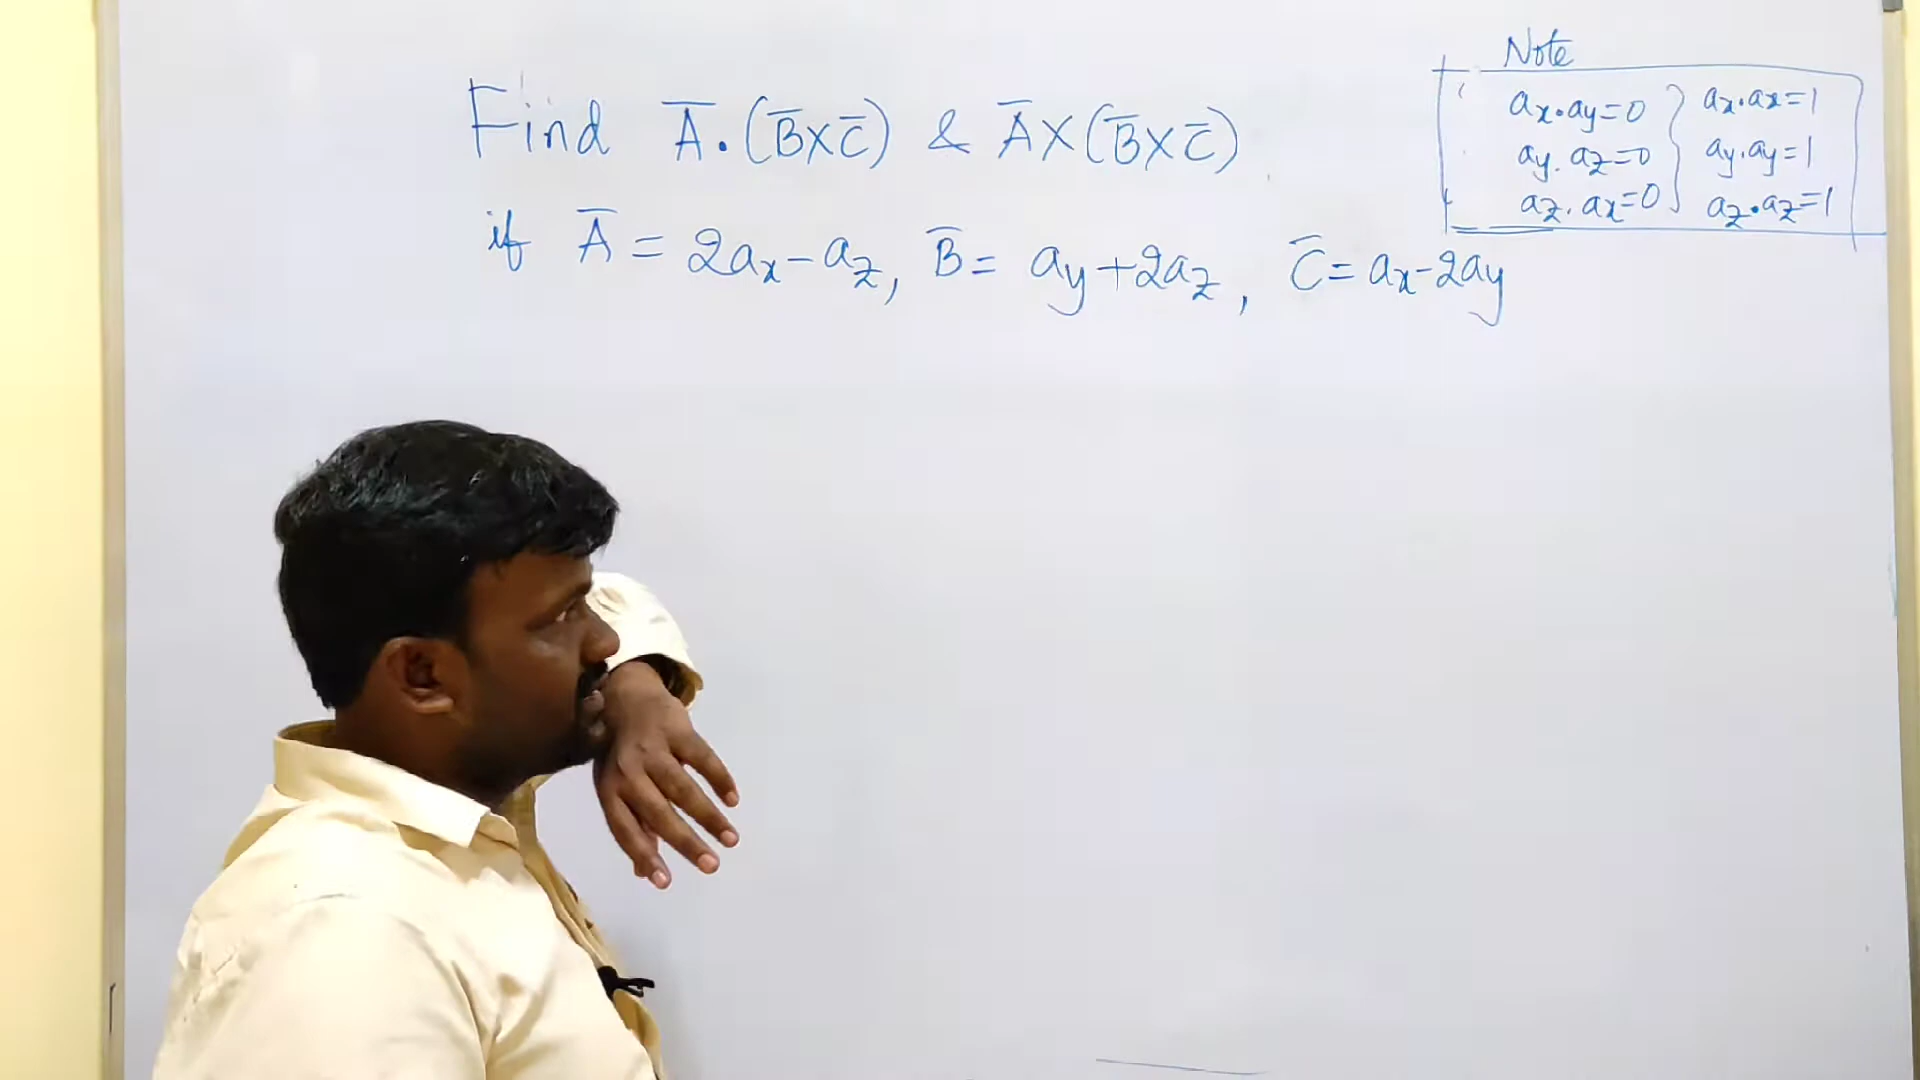 Note
ax.ay=0 } ax.ax=1
ay.az=0 } ay.ay=1
az.ax=0 } az.az=1
Find A̅.(B̅×C̅) & A̅×(B̅×C̅)
if A̅ = 2ax-az, B̅= ay+2az, C̅= ax-2ay